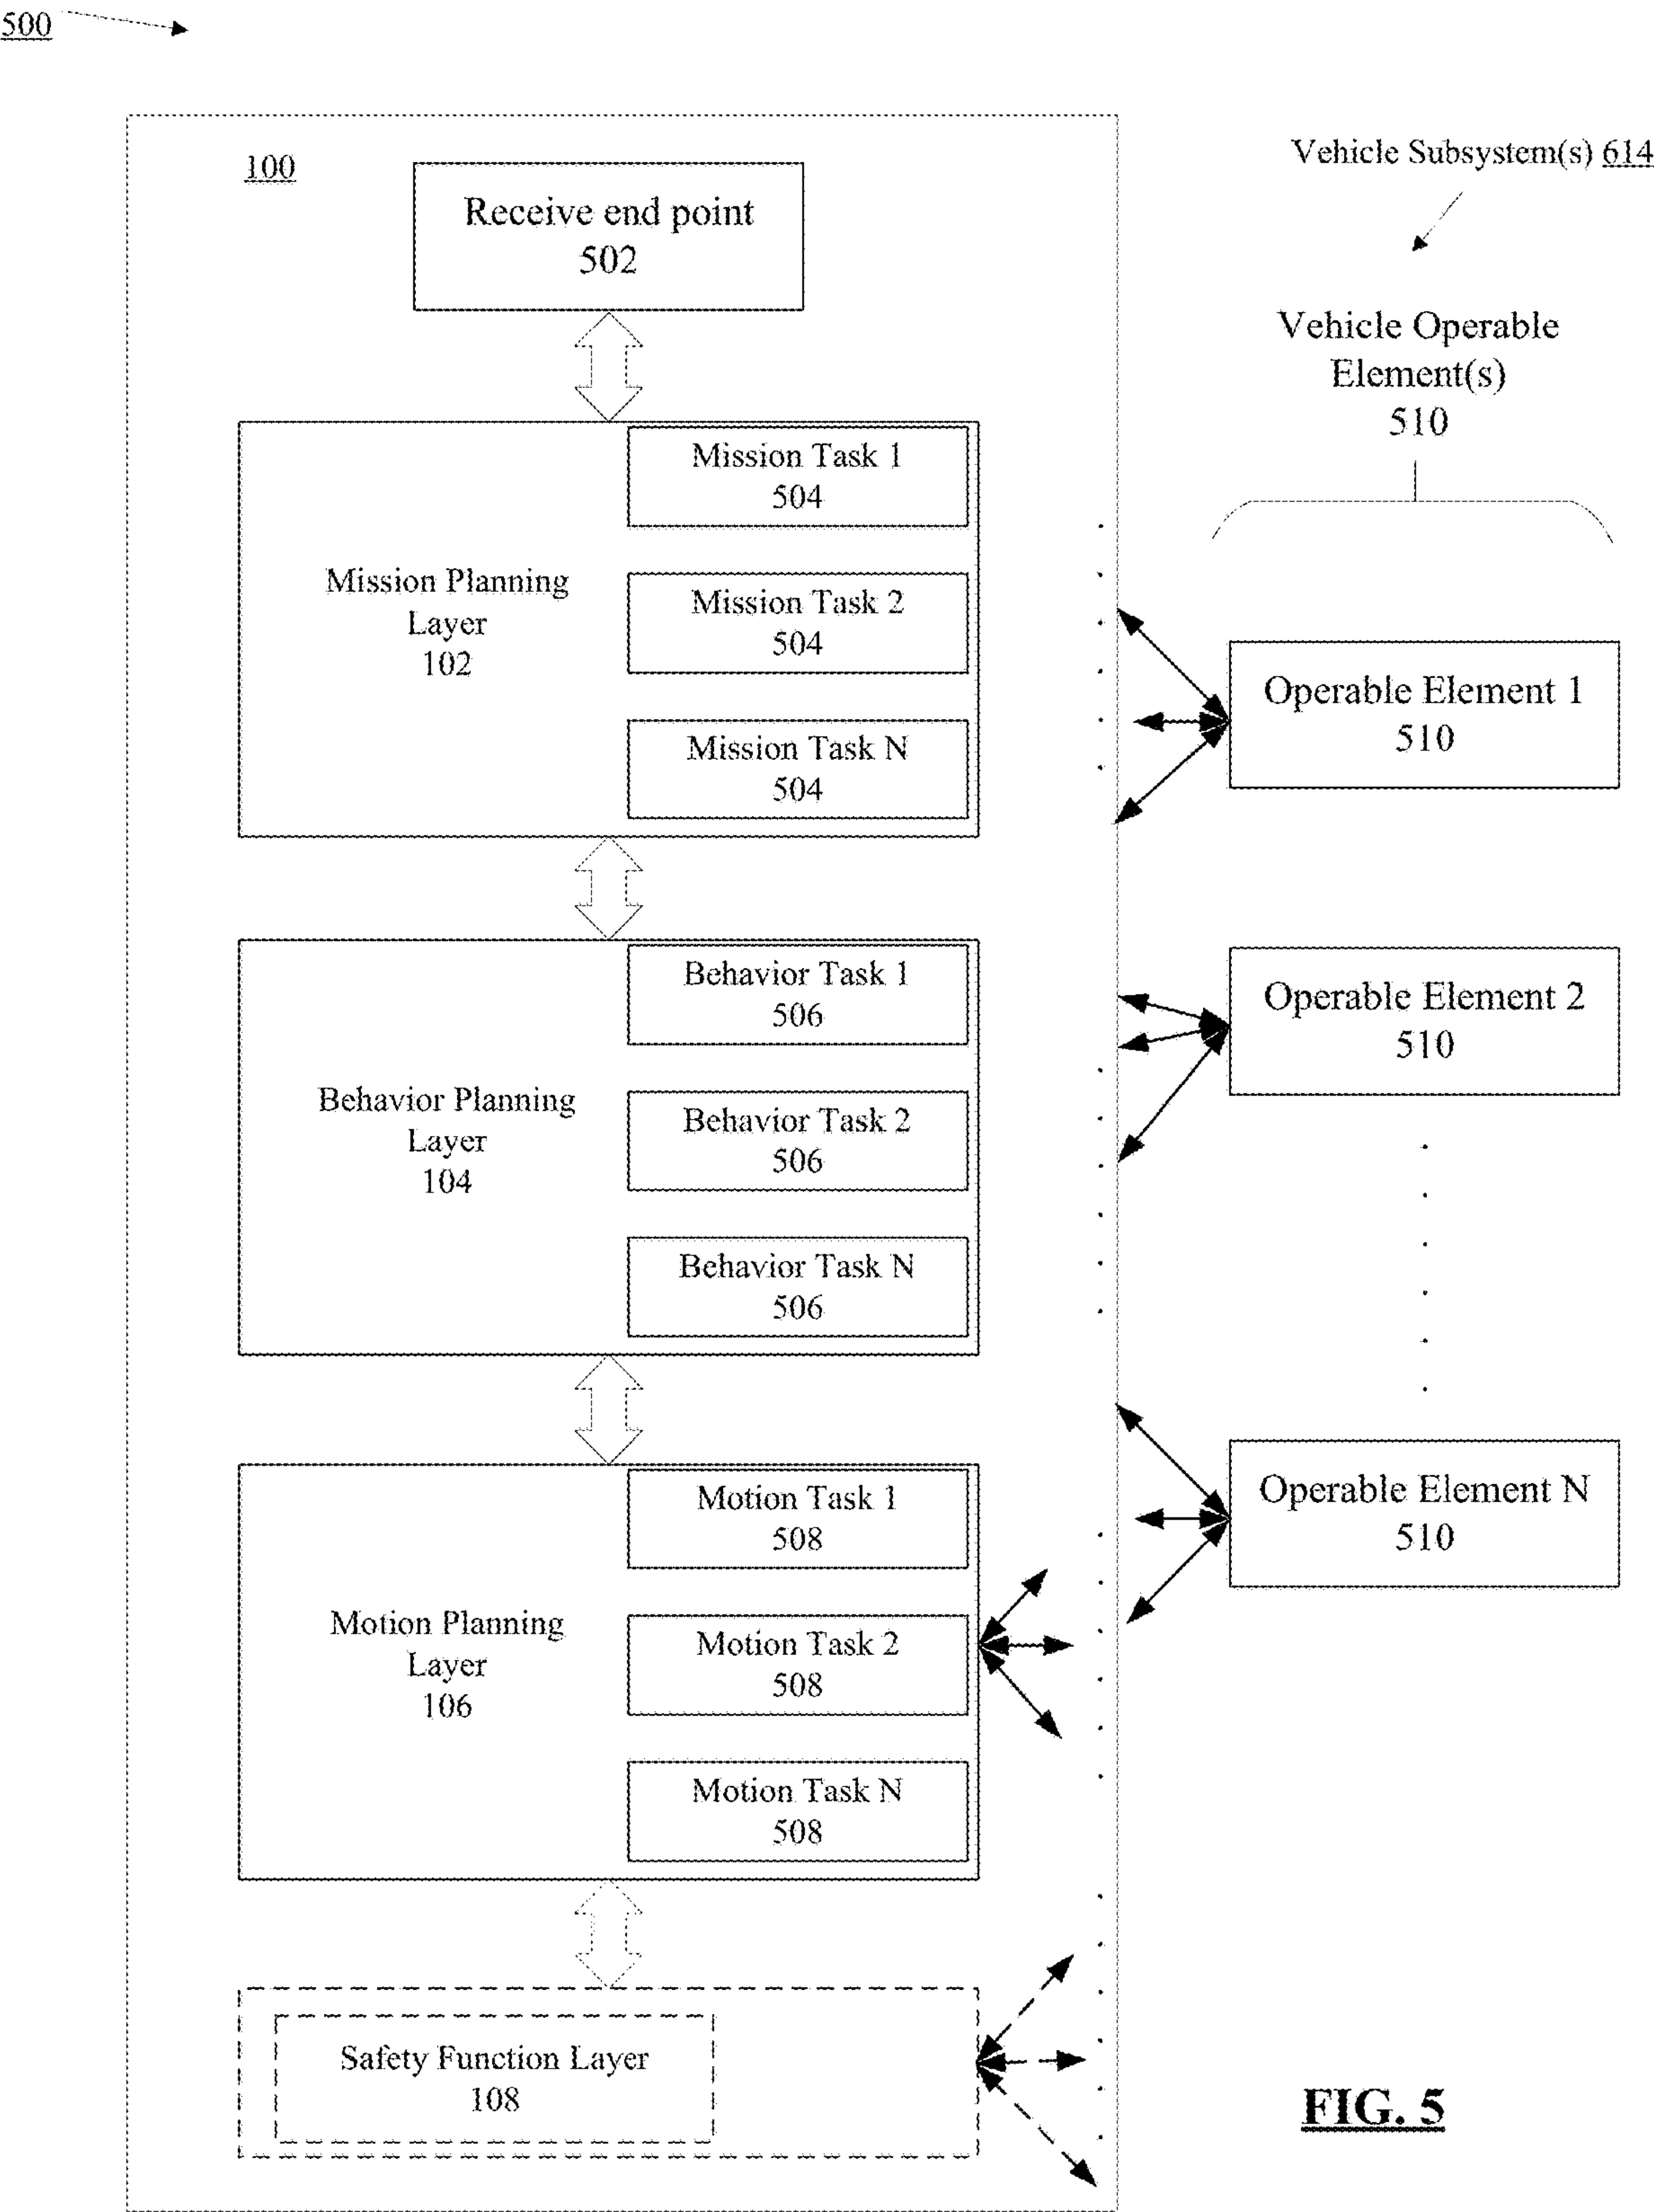 500
100
Receive end point
502
Vehicle Subsystem(s) 614
Vehicle Operable
Element(s)
510
Mission Planning
Layer
102
Mission Task 1
504
Mission Task 2
504
Mission Task N
504
Operable Element 1
510
Behavior Planning
Layer
104
Behavior Task 1
506
Behavior Task 2
506
Behavior Task N
506
Operable Element 2
510
Motion Planning
Layer
106
Motion Task 1
508
Motion Task 2
508
Motion Task N
508
Operable Element N
510
Safety Function Layer
108
FIG. 5